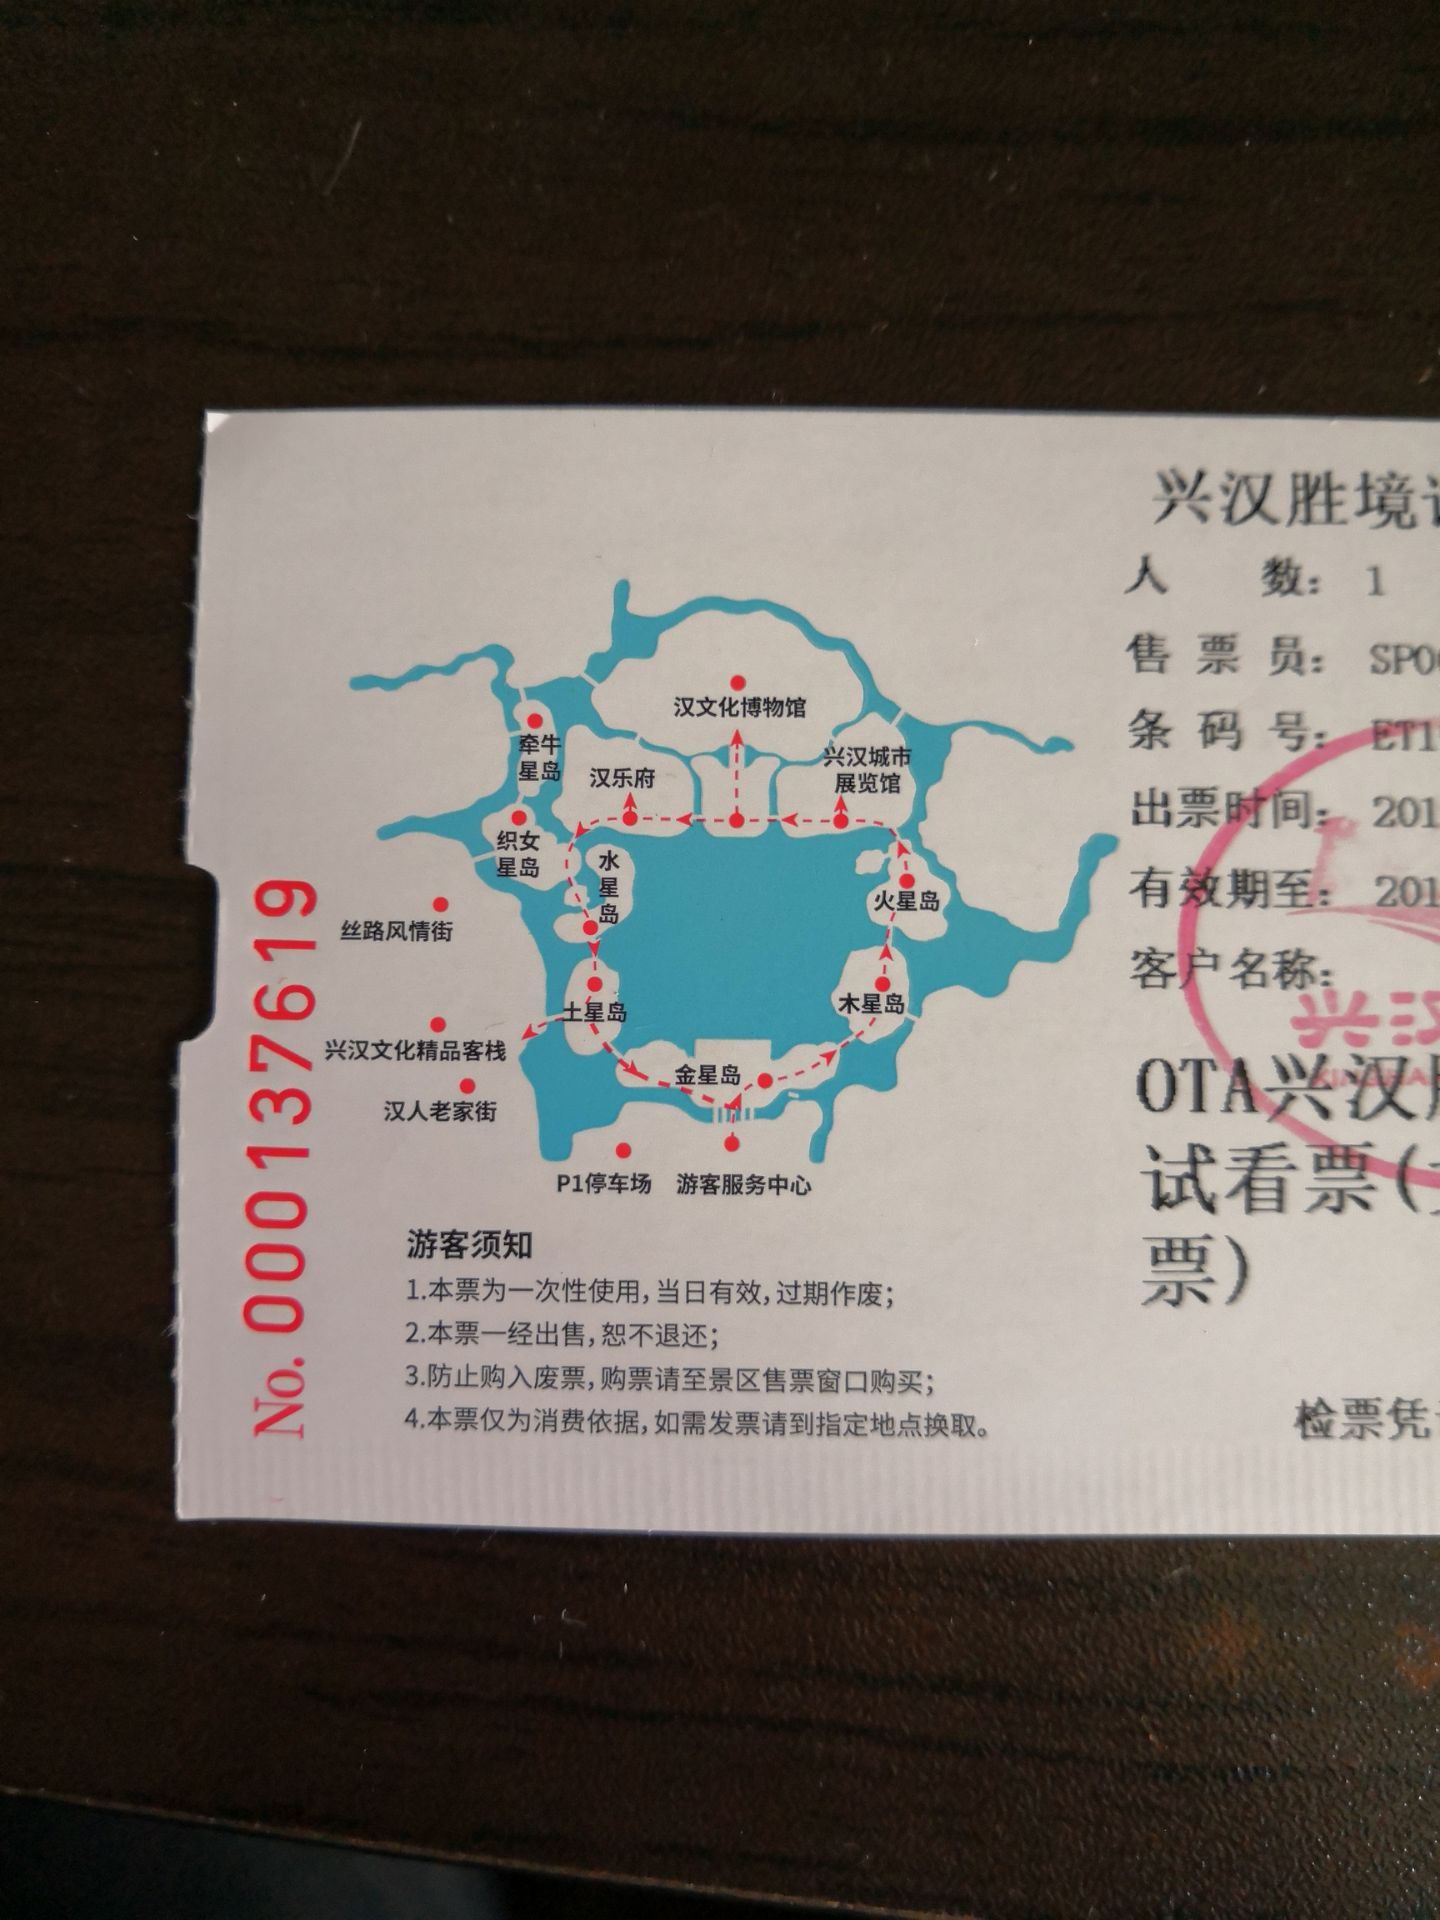 No. 000137619
汉文化博物馆
牵牛
星岛
汉乐府
兴汉城市
展览馆
织女
星岛
水
星
岛
火星岛
丝路风情街
土星岛
木星岛
兴汉文化精品客栈
金星岛
汉人老家街
P1停车场 游客服务中心
游客须知
1.本票为一次性使用,当日有效,过期作废;
2.本票一经出售,恕不退还;
3.防止购入废票,购票请至景区售票窗口购买;
4.本票仅为消费依据,如需发票请到指定地点换取。
兴汉胜境
人 数: 1
售 票 员: SP0
条 码 号: ET1
出票时间: 201
有效期至: 201
客户名称:
兴汉
OTA兴汉
试看票(
票)
检票凭